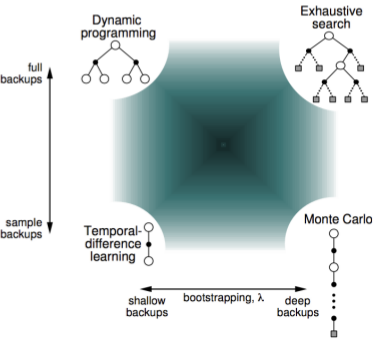 Dynamic
programming
Exhaustive
search
full
backups
sample
backups
Temporal-
difference
learning
Monte Carlo
shallow
backups
bootstrapping, λ
deep
backups